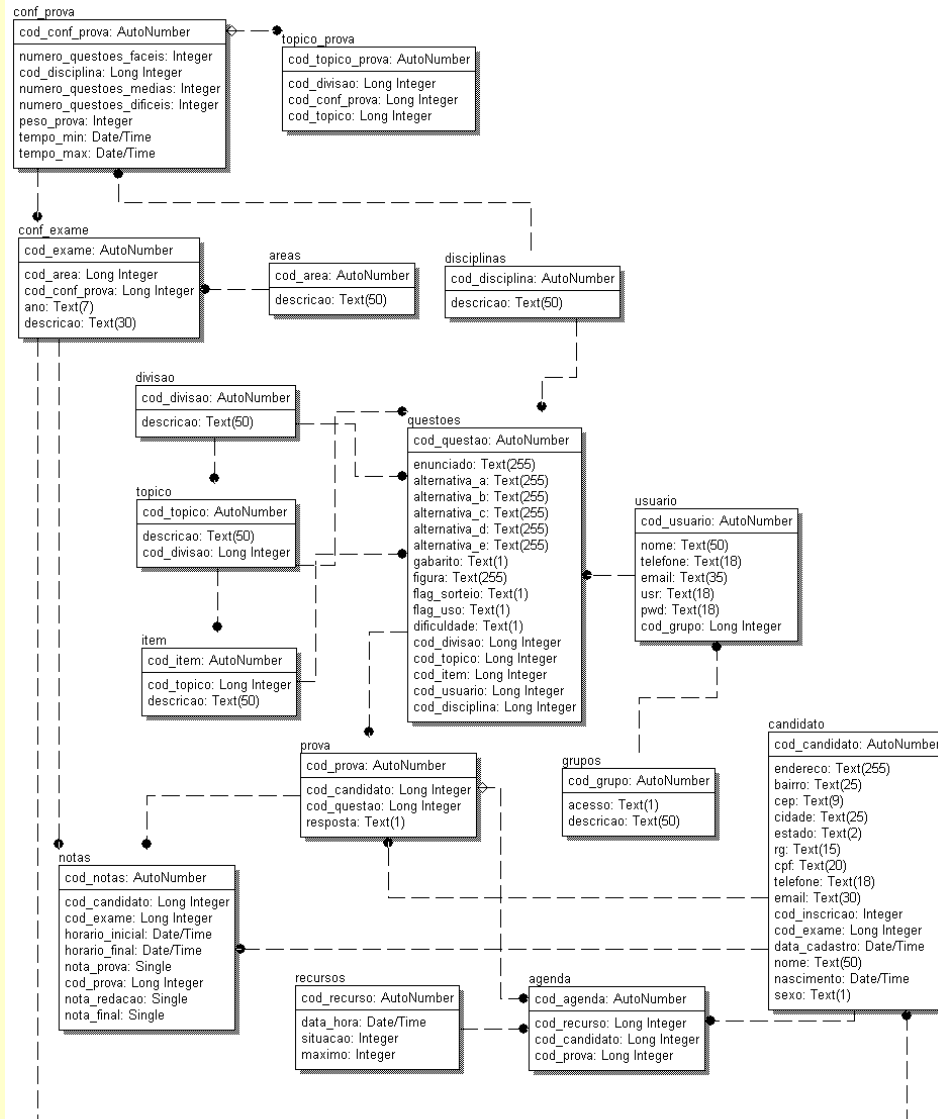 conf_prova
cod_conf_prova: AutoNumber
numero_questoes_faceis: Integer
cod_disciplina: Long Integer
numero_questoes_medias: Integer
numero_questoes_dificeis: Integer
peso_prova: Integer
tempo_min: Date/Time
tempo_max: Date/Time
topico_prova
cod_topico_prova: AutoNumber
cod_divisao: Long Integer
cod_conf_prova: Long Integer
cod_topico: Long Integer
conf_exame
cod_exame: AutoNumber
cod_area: Long Integer
cod_conf_prova: Long Integer
ano: Text(7)
descricao: Text(30)
areas
cod_area: AutoNumber
descricao: Text(50)
disciplinas
cod_disciplina: AutoNumber
descricao: Text(50)
divisao
cod_divisao: AutoNumber
descricao: Text(50)
topico
cod_topico: AutoNumber
descricao: Text(50)
cod_divisao: Long Integer
item
cod_item: AutoNumber
cod_topico: Long Integer
descricao: Text(50)
questoes
cod_questao: AutoNumber
enunciado: Text(255)
alternativa_a: Text(255)
alternativa_b: Text(255)
alternativa_c: Text(255)
alternativa_d: Text(255)
alternativa_e: Text(255)
gabarito: Text(1)
figura: Text(255)
flag_sorteio: Text(1)
flag_uso: Text(1)
dificuldade: Text(1)
cod_divisao: Long Integer
cod_topico: Long Integer
cod_item: Long Integer
cod_usuario: Long Integer
cod_disciplina: Long Integer
usuario
cod_usuario: AutoNumber
nome: Text(50)
telefone: Text(18)
email: Text(35)
usr: Text(18)
pwd: Text(18)
cod_grupo: Long Integer
prova
cod_prova: AutoNumber
cod_candidato: Long Integer
cod_questao: Long Integer
resposta: Text(1)
grupos
cod_grupo: AutoNumber
acesso: Text(1)
descricao: Text(50)
candidato
cod_candidato: AutoNumber
endereco: Text(255)
bairro: Text(25)
cep: Text(9)
cidade: Text(25)
estado: Text(2)
rg: Text(15)
cpf: Text(20)
telefone: Text(18)
email: Text(30)
cod_inscricao: Integer
cod_exame: Long Integer
data_cadastro: Date/Time
nome: Text(50)
nascimento: Date/Time
sexo: Text(1)
notas
cod_notas: AutoNumber
cod_candidato: Long Integer
cod_exame: Long Integer
horario_inicial: Date/Time
horario_final: Date/Time
nota_prova: Single
cod_prova: Long Integer
nota_redacao: Single
nota_final: Single
recursos
cod_recurso: AutoNumber
data_hora: Date/Time
situacao: Integer
maximo: Integer
agenda
cod_agenda: AutoNumber
cod_recurso: Long Integer
cod_candidato: Long Integer
cod_prova: Long Integer